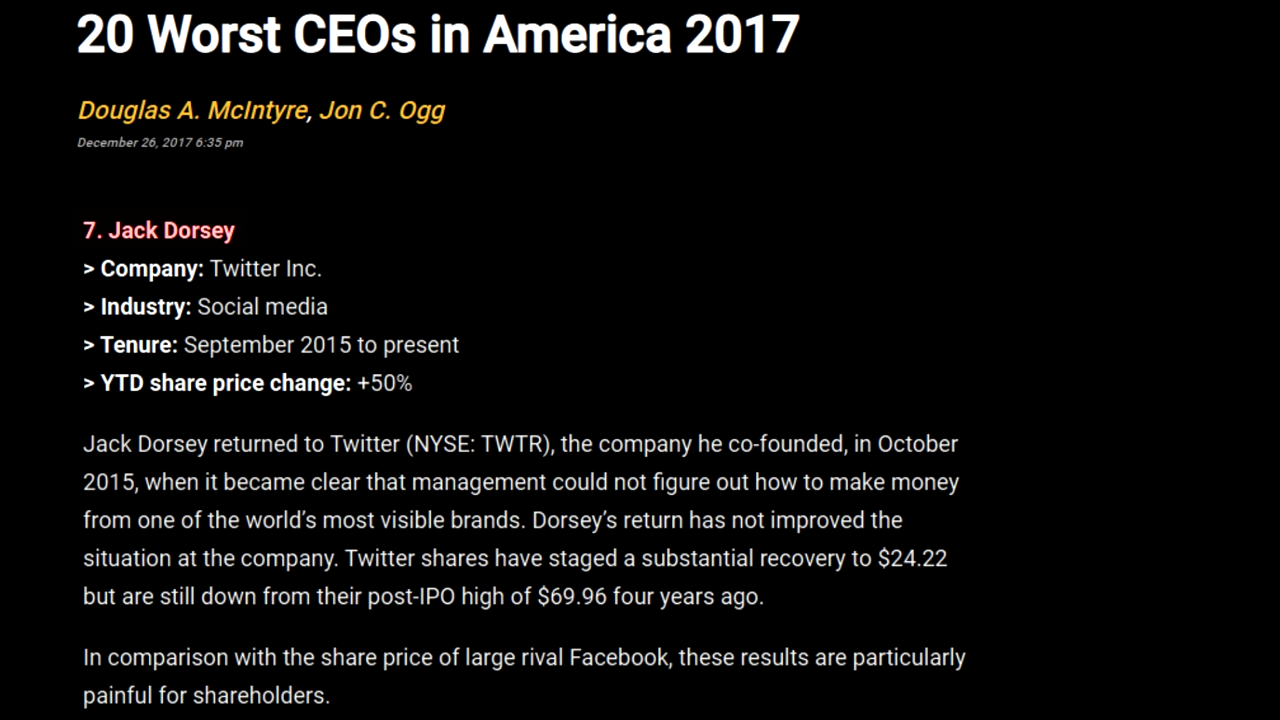 20 Worst CEOs in America 2017
Douglas A. McIntyre, Jon C. Ogg
December 26, 2017 6:35 pm
7. Jack Dorsey
> Company: Twitter Inc.
> Industry: Social media
> Tenure: September 2015 to present
> YTD share price change: +50%
Jack Dorsey returned to Twitter (NYSE: TWTR), the company he co-founded, in October
2015, when it became clear that management could not figure out how to make money
from one of the world’s most visible brands. Dorsey’s return has not improved the
situation at the company. Twitter shares have staged a substantial recovery to $24.22
but are still down from their post-IPO high of $69.96 four years ago.
In comparison with the share price of large rival Facebook, these results are particularly
painful for shareholders.